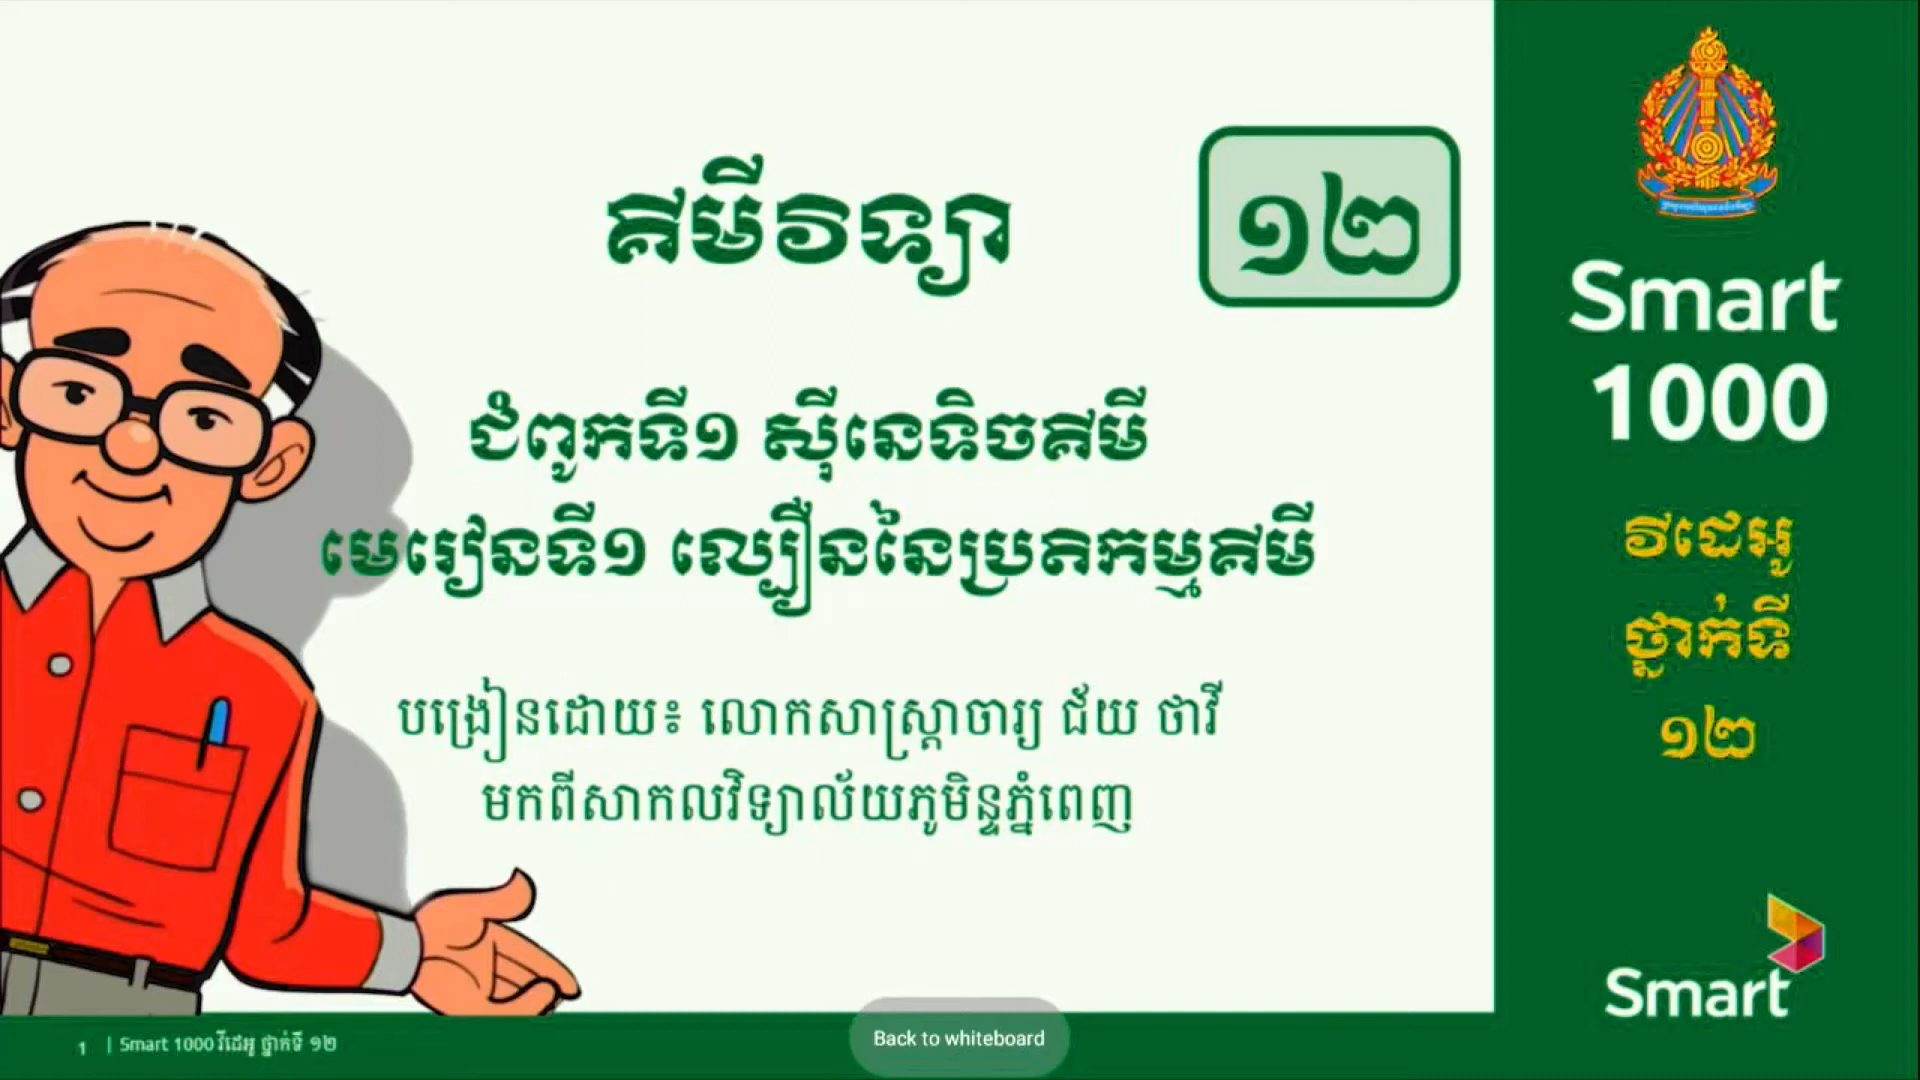 គីមីវិទ្យា
១២
ជំពូកទី១ ស៊ីនេទិចគីមី
មេរៀនទី១ ល្បឿននៃប្រតិកម្មគីមី
បង្រៀនដោយ៖ លោកសាស្ត្រាចារ្យ ជ័យ ថាវី
មកពីសាកលវិទ្យាល័យភូមិន្ទភ្នំពេញ
Smart
1000
វីដេអូ
ថ្នាក់ទី
១២
Smart
1 | Smart 1000 វីដេអូ ថ្នាក់ទី ១២
Back to whiteboard